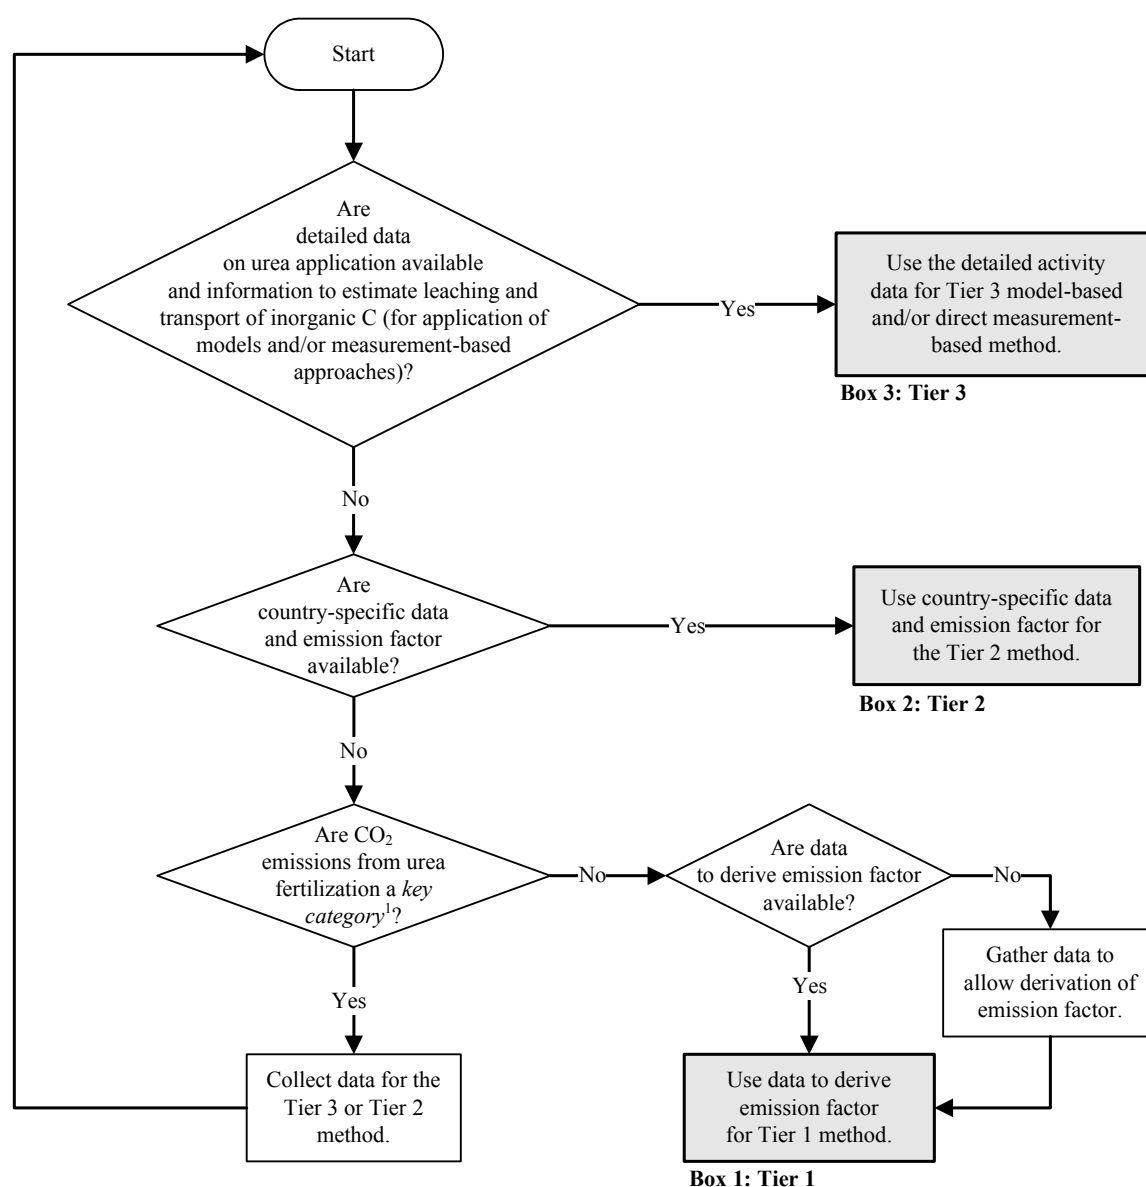 Start
Are
detailed data
on urea application available
and information to estimate leaching and
transport of inorganic C (for application of
models and/or measurement-based
approaches)?
Yes
Use the detailed activity
data for Tier 3 model-based
and/or direct measurement-
based method.
Box 3: Tier 3
No
Are
country-specific data
and emission factor
available?
Yes
Use country-specific data
and emission factor for
the Tier 2 method.
Box 2: Tier 2
No
Are CO₂
emissions from urea
fertilization a key
category¹?
No
Are data
to derive emission factor
available?
No
Gather data to
allow derivation of
emission factor.
Yes
Yes
Collect data for the
Tier 3 or Tier 2
method.
Use data to derive
emission factor
for Tier 1 method.
Box 1: Tier 1